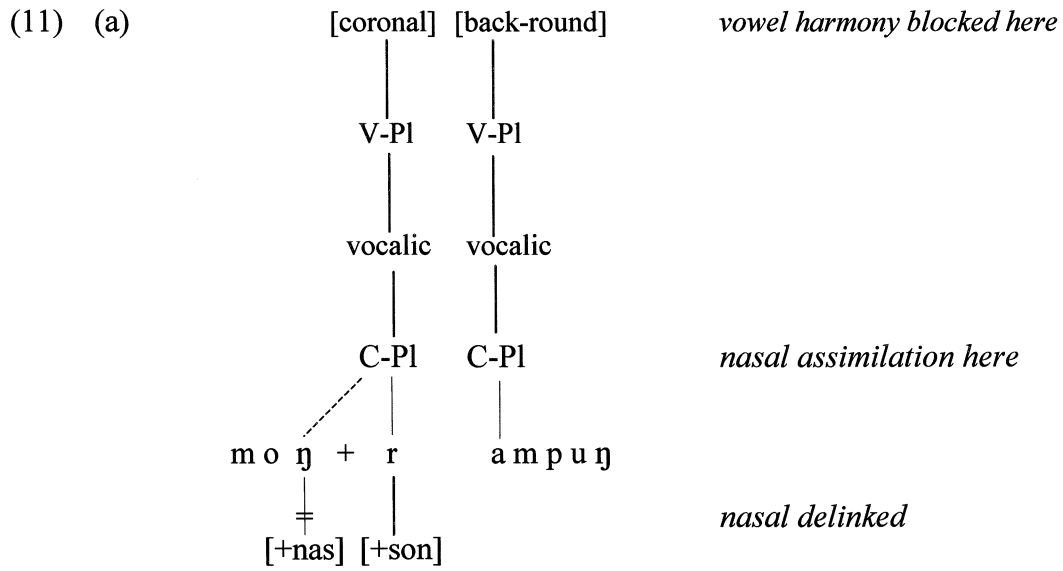 (11) (a) [coronal] [back-round] vowel harmony blocked here
V-Pl V-Pl
vocalic vocalic
C-Pl C-Pl nasal assimilation here
m o ŋ + r a m p u ŋ
nasal delinked
[+nas] [+son]